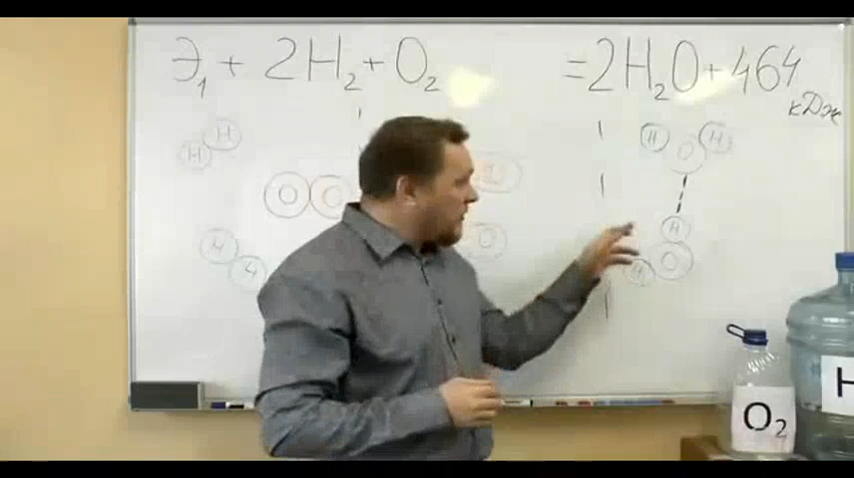 Э₁ + 2H₂ + O₂ = 2H₂O + 464 кДж
H H
H H
O
H
O O
O
H
O
H H
H
O
H
O₂
H